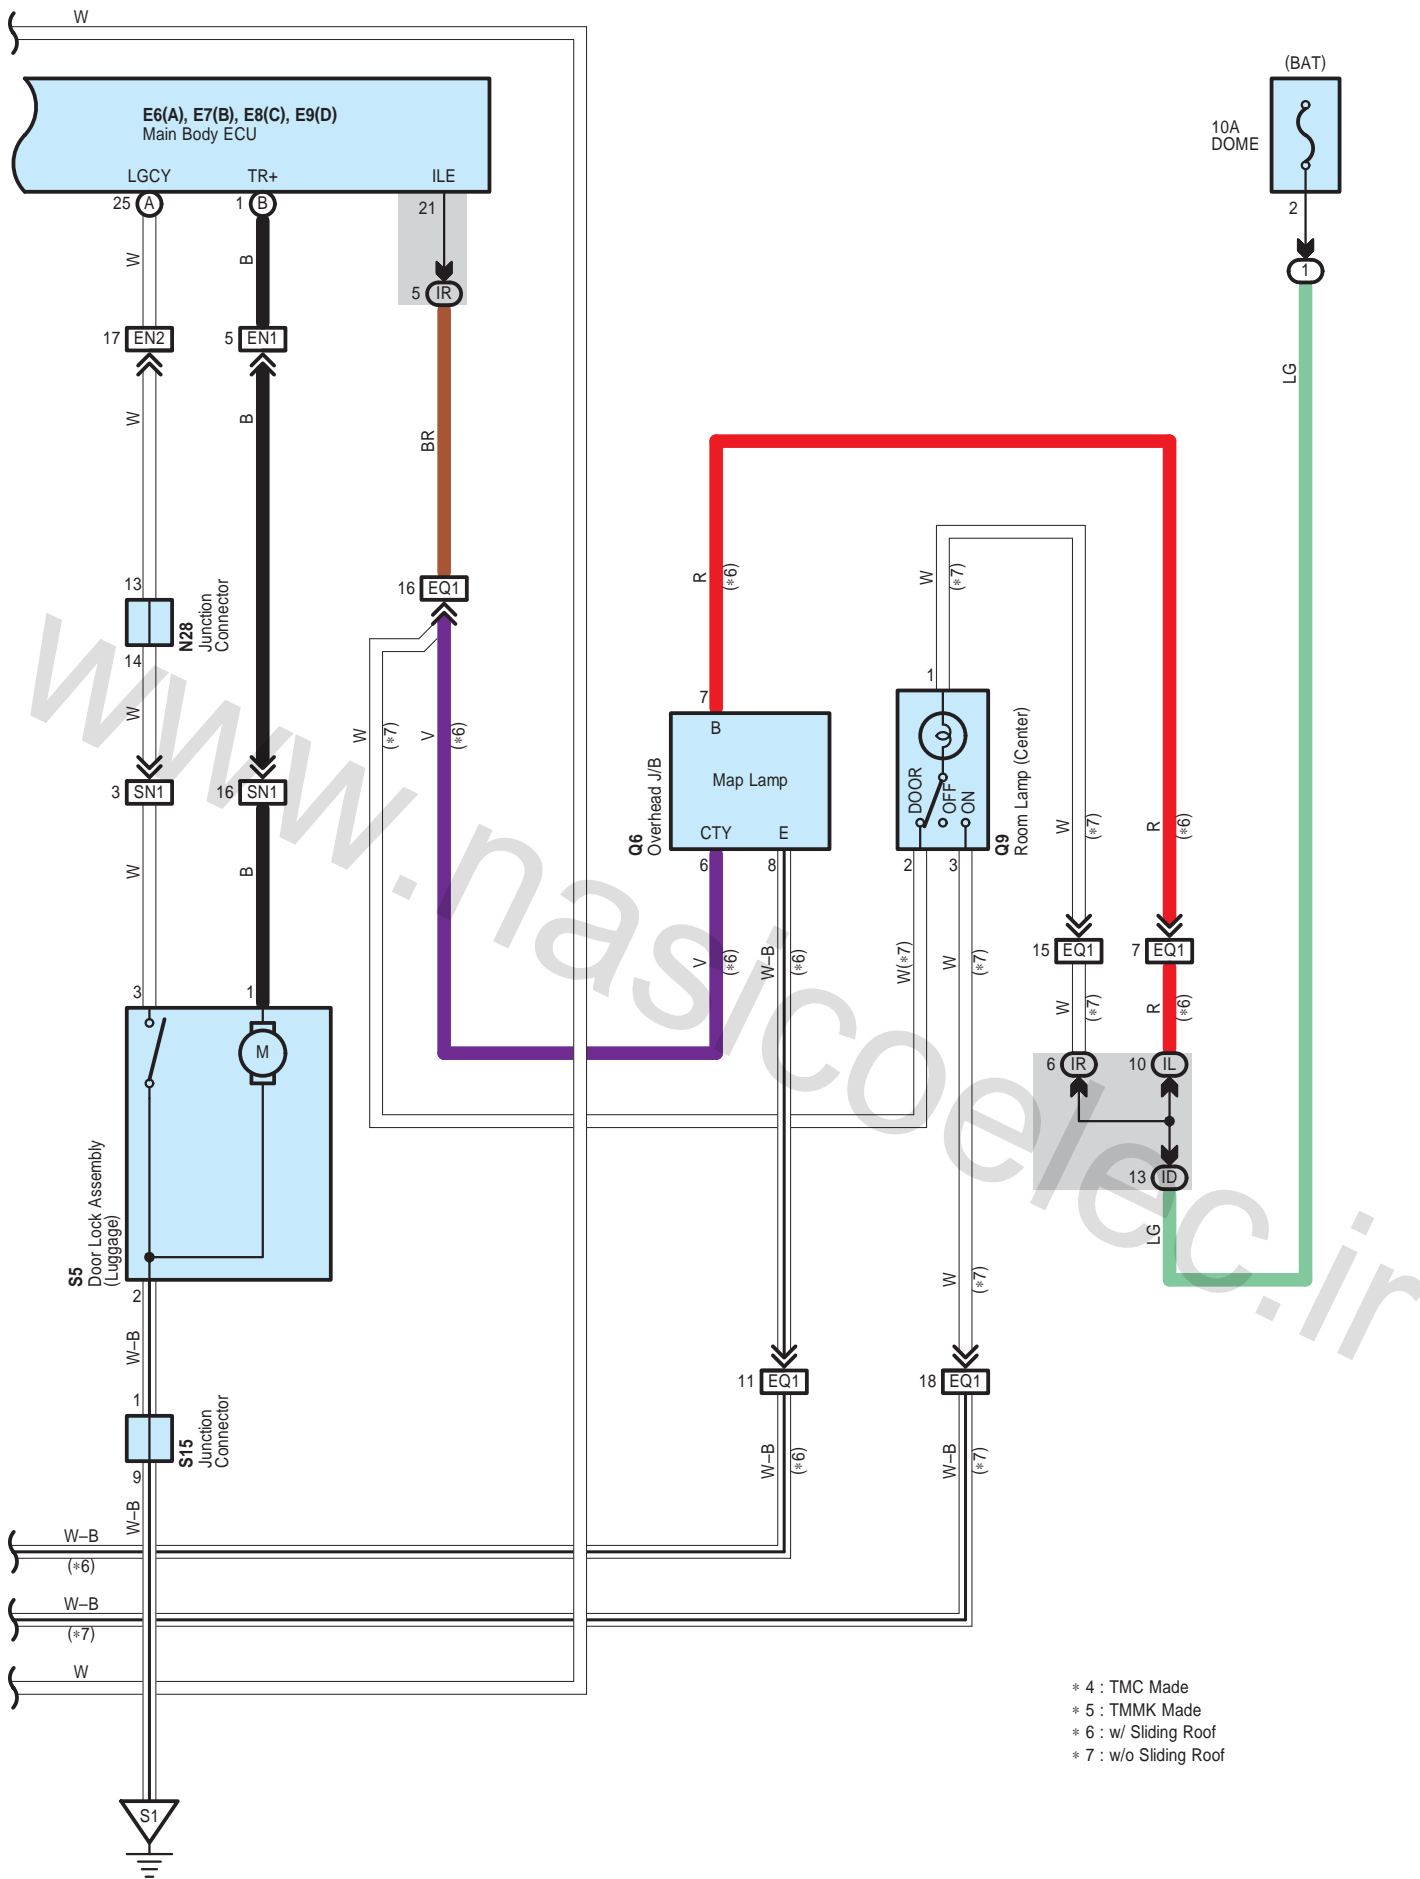 W
(BAT)
E6(A), E7(B), E8(C), E9(D)
Main Body ECU
10A
DOME
LGCY
TR+
ILE
25
A
1
B
21
2
1
W
B
5
IR
17
EN2
5
EN1
LG
W
B
BR
R
(∗6)
W
(∗7)
13
16
EQ1
N28
Junction
Connector
14
W
1
7
B
W
(∗7)
V
(∗6)
Map Lamp
Q6
Overhead J/B
DOOR
OFF
ON
Q9
Room Lamp (Center)
3
SN1
16
SN1
CTY
E
W
(∗7)
R
(∗6)
6
8
2
3
W
B
V
(∗6)
W–B
(∗6)
W(∗7)
W
(∗7)
15
EQ1
7
EQ1
3
1
W
(∗7)
R
(∗6)
M
6
IR
10
IL
13
ID
S5
Door Lock Assembly
(Luggage)
LG
2
W
(∗7)
W–B
11
EQ1
18
EQ1
1
S15
Junction
Connector
9
W–B
(∗6)
W–B
(∗7)
W–B
W–B
(∗6)
W–B
(∗7)
W
∗ 4 : TMC Made
∗ 5 : TMMK Made
∗ 6 : w/ Sliding Roof
∗ 7 : w/o Sliding Roof
S1
www.nasicoelec.ir